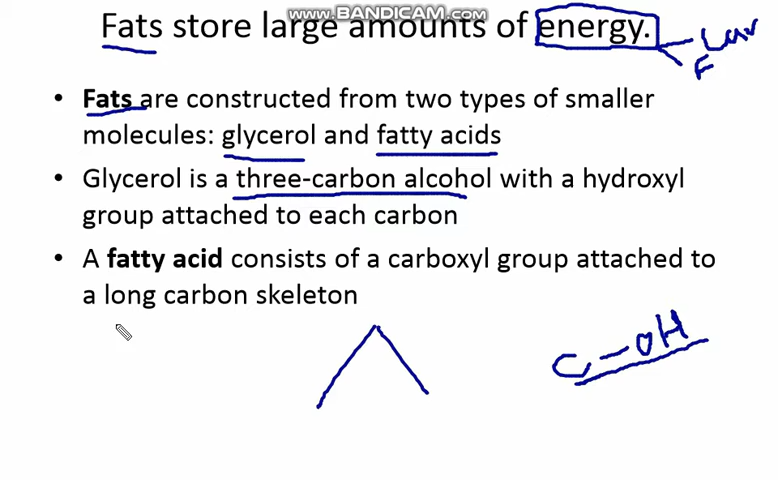 www.BANDICAM.com
Fats store large amounts of energy.
F
• Fats are constructed from two types of smaller
molecules: glycerol and fatty acids
• Glycerol is a three-carbon alcohol with a hydroxyl
group attached to each carbon
• A fatty acid consists of a carboxyl group attached to
a long carbon skeleton
C-OH